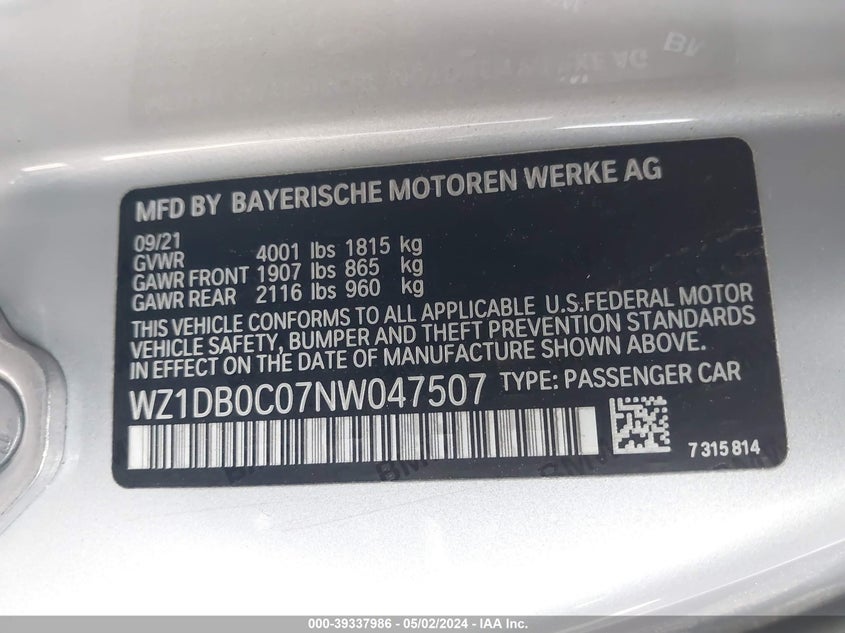 MFD BY BAYERISCHE MOTOREN WERKE AG
09/21
GVWR 4001 lbs 1815 kg
GAWR FRONT 1907 lbs 865 kg
GAWR REAR 2116 lbs 960 kg
THIS VEHICLE CONFORMS TO ALL APPLICABLE U.S.FEDERAL MOTOR
VEHICLE SAFETY, BUMPER AND THEFT PREVENTION STANDARDS
IN EFFECT ON THE DATE OF MANUFACTURE SHOWN ABOVE.
WZ1DB0C07NW047507 TYPE: PASSENGER CAR
7 315 814
000-39337986 - 05/02/2024 - IAA Inc.